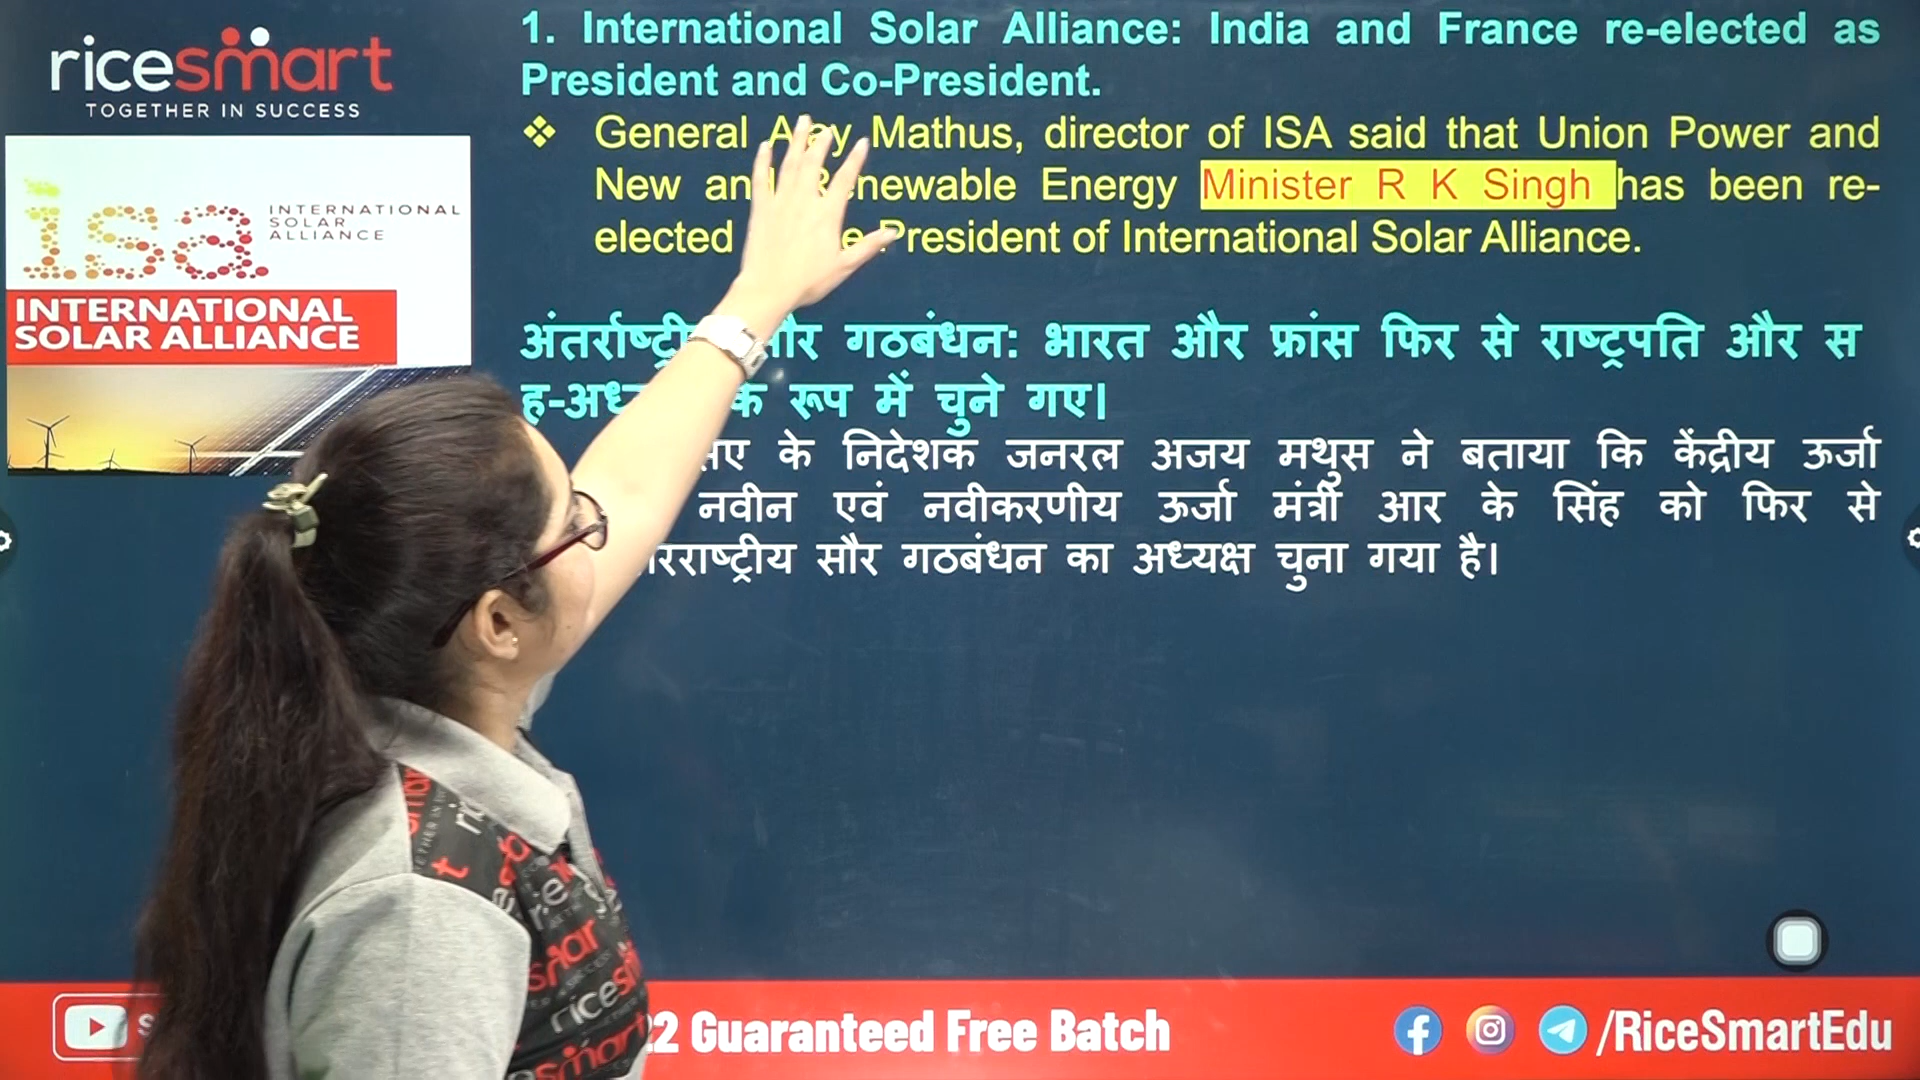 ricesmart
TOGETHER IN SUCCESS
isa INTERNATIONAL
SOLAR
ALLIANCE
INTERNATIONAL
SOLAR ALLIANCE
1. International Solar Alliance: India and France re-elected as
President and Co-President.
❖ General Mathus, director of ISA said that Union Power and
New Energy Minister R K Singh has been re-
elected President of International Solar Alliance.
सौर गठबंधन: भारत और फ्रांस फिर से राष्ट्रपति और स
के रूप में चुने गए।
के निदेशक जनरल अजय मथुस ने बताया कि केंद्रीय ऊर्जा
नवीन एवं नवीकरणीय ऊर्जा मंत्री आर के सिंह को फिर से
सौर गठबंधन का अध्यक्ष चुना गया है।
22 Guaranteed Free Batch
/RiceSmartEdu